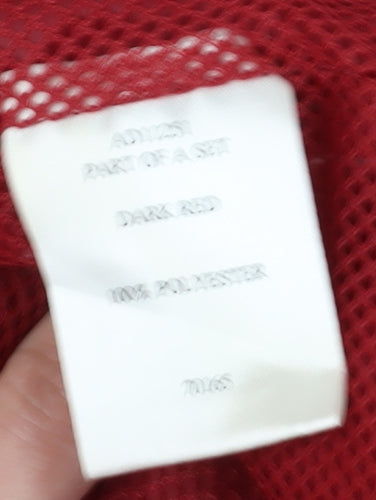 PART OF A SET
DARK RED
100% POLYESTER